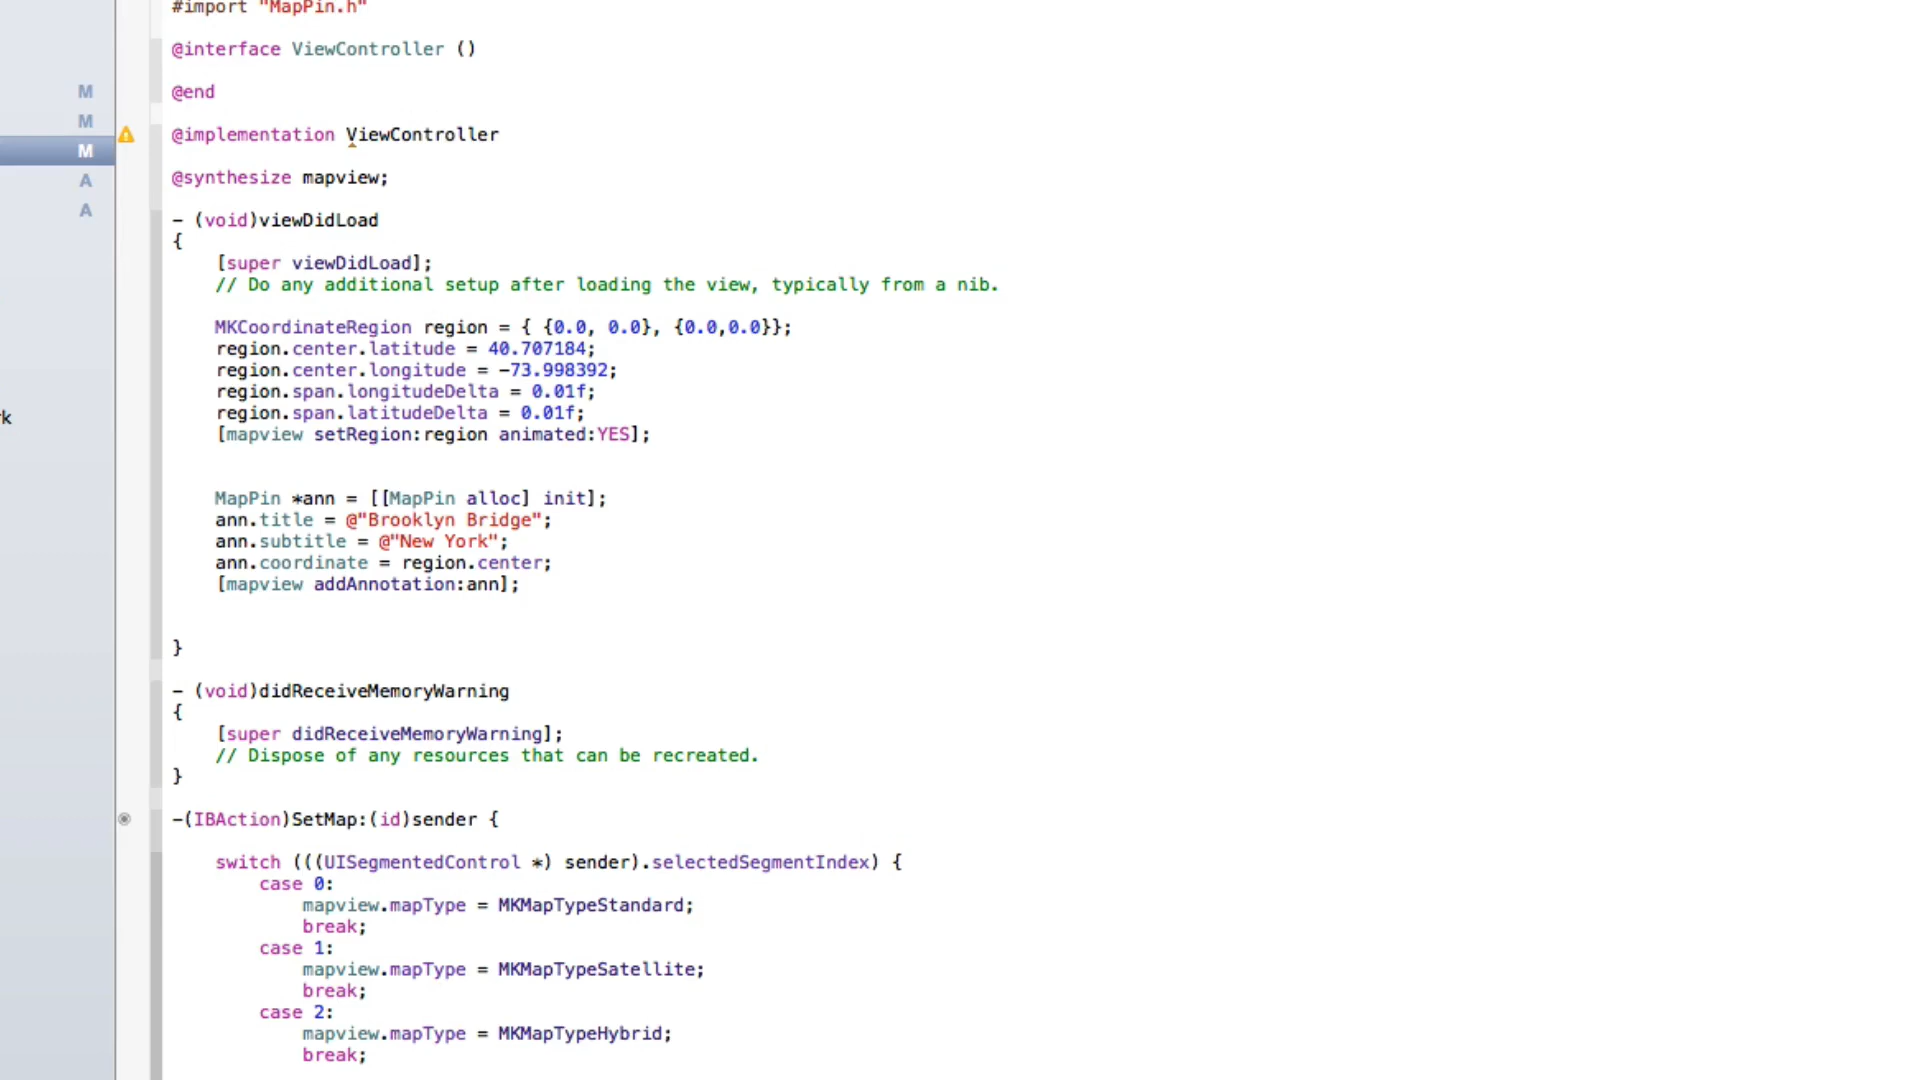 #import "MapPin.h"
@interface ViewController ()
@end
@implementation ViewController
@synthesize mapview;
- (void)viewDidLoad
{
[super viewDidLoad];
// Do any additional setup after loading the view, typically from a nib.
MKCoordinateRegion region = { {0.0, 0.0}, {0.0,0.0}};
region.center.latitude = 40.707184;
region.center.longitude = -73.998392;
region.span.longitudeDelta = 0.01f;
region.span.latitudeDelta = 0.01f;
[mapview setRegion:region animated:YES];
MapPin *ann = [[MapPin alloc] init];
ann.title = @"Brooklyn Bridge";
ann.subtitle = @"New York";
ann.coordinate = region.center;
[mapview addAnnotation:ann];
}
- (void)didReceiveMemoryWarning
{
[super didReceiveMemoryWarning];
// Dispose of any resources that can be recreated.
}
-(IBAction)SetMap:(id)sender {
switch (((UISegmentedControl *) sender).selectedSegmentIndex) {
case 0:
mapview.mapType = MKMapTypeStandard;
break;
case 1:
mapview.mapType = MKMapTypeSatellite;
break;
case 2:
mapview.mapType = MKMapTypeHybrid;
break;
M
M
M
A
A
k